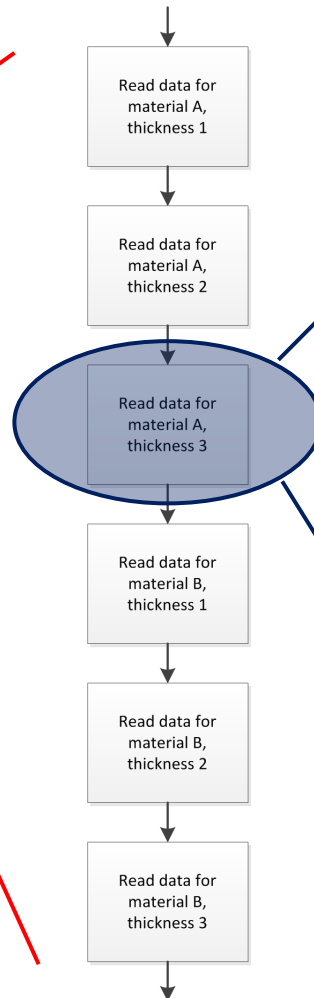 Read data for
material A,
thickness 1
Read data for
material A,
thickness 2
Read data for
material A,
thickness 3
Read data for
material B,
thickness 1
Read data for
material B,
thickness 2
Read data for
material B,
thickness 3